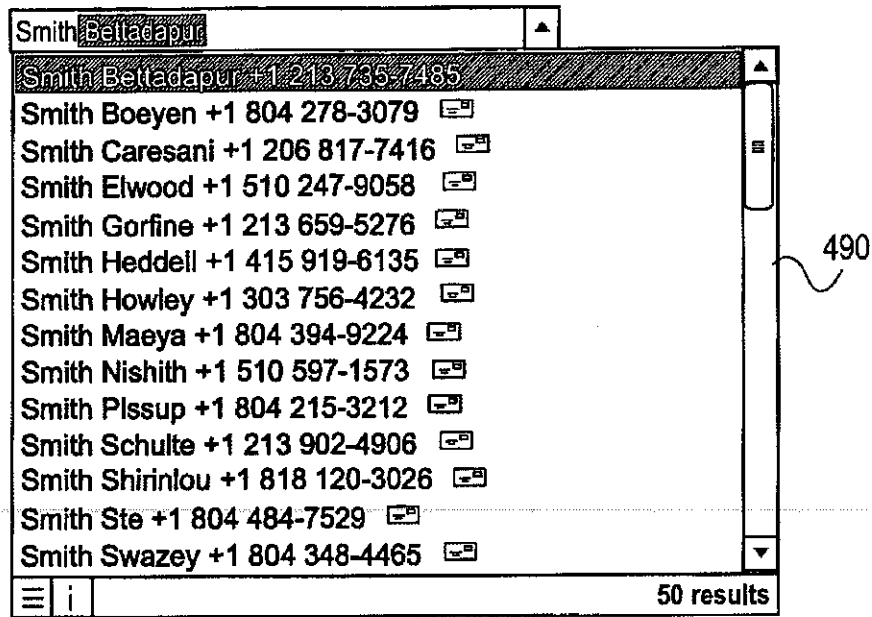 Smith Bettadapur
Smith Bettadapur +1 213 735-7485
Smith Boeyen +1 804 278-3079
Smith Caresani +1 206 817-7416
Smith Elwood +1 510 247-9058
Smith Gorfine +1 213 659-5276
Smith Heddell +1 415 919-6135
Smith Howley +1 303 756-4232
Smith Maeya +1 804 394-9224
Smith Nishith +1 510 597-1573
Smith Plssup +1 804 215-3212
Smith Schulte +1 213 902-4906
Smith Shirinlou +1 818 120-3026
Smith Ste +1 804 484-7529
Smith Swazey +1 804 348-4465
i 50 results
490